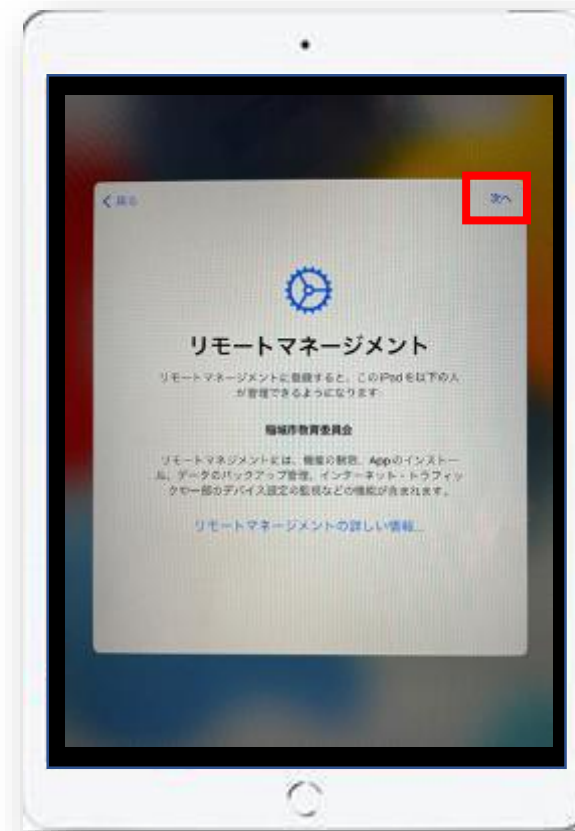 戻る
次へ
リモートマネージメント
リモートマネージメントに登録すると、このiPadを以下の人
が管理できるようになります:
稲城市教育委員会
リモートマネジメントには、機能の制限、Appのインストー
ル、データのバックアップ管理、インターネット・トラフィッ
クや一部のデバイス設定の監視などの機能が含まれます。
リモートマネージメントの詳しい情報...